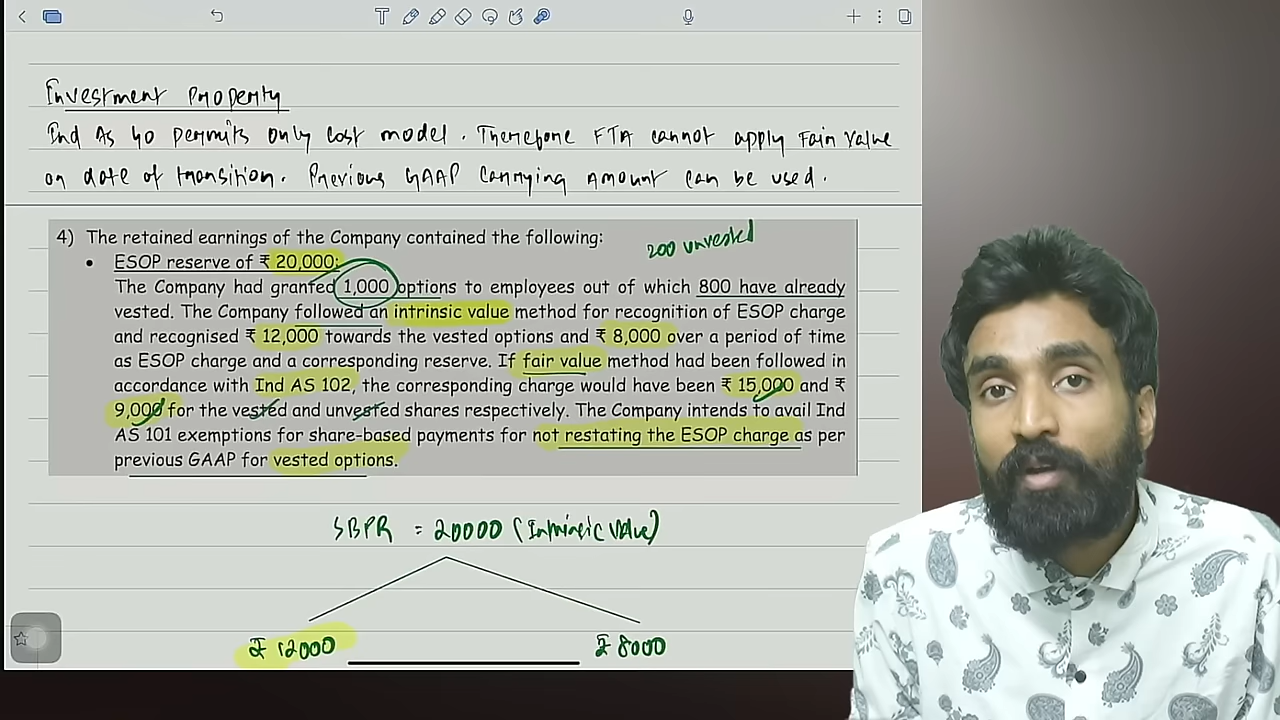 Investment Property
Ind As 40 permits only cost model. Therefore FTA cannot apply Fair Value
on date of transition. Previous GAAP Carrying Amount can be used.
4) The retained earnings of the Company contained the following:
200 unvested
• ESOP reserve of ₹ 20,000:
The Company had granted 1,000 options to employees out of which 800 have already
vested. The Company followed an intrinsic value method for recognition of ESOP charge
and recognised ₹ 12,000 towards the vested options and ₹ 8,000 over a period of time
as ESOP charge and a corresponding reserve. If fair value method had been followed in
accordance with Ind AS 102, the corresponding charge would have been ₹ 15,000 and ₹
9,000 for the vested and unvested shares respectively. The Company intends to avail Ind
AS 101 exemptions for share-based payments for not restating the ESOP charge as per
previous GAAP for vested options.
SBPR = 20000 (Intrinsic Value)
₹ 12000 ₹ 8000